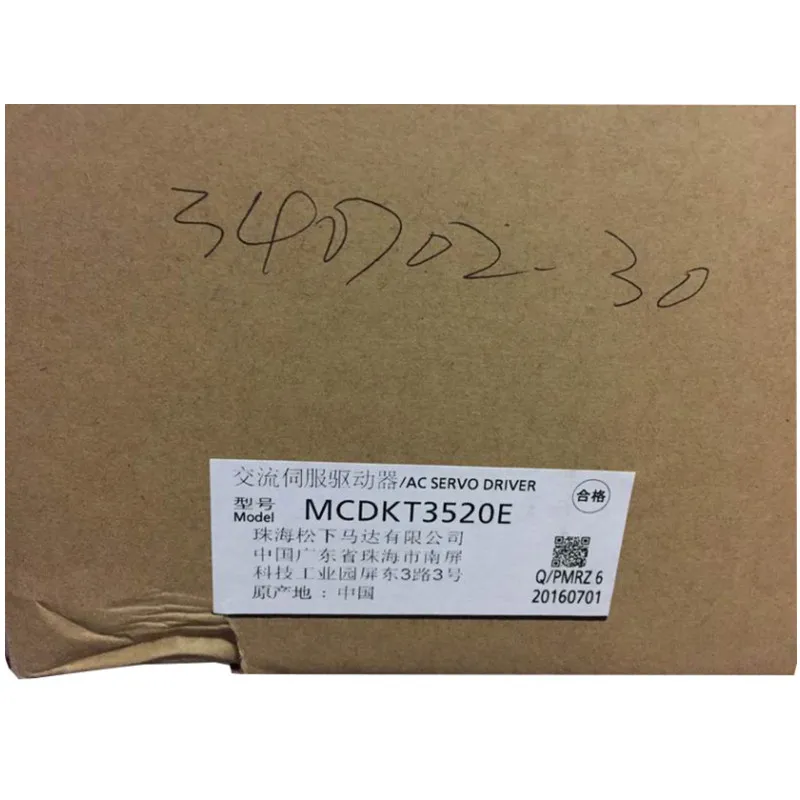 340702-30
交流伺服驱动器/AC SERVO DRIVER
合格
型号
Model MCDKT3520E
珠海松下马达有限公司
中国广东省珠海市南屏
科技工业园屏东3路3号
原产地：中国
Q/PMRZ 6
20160701